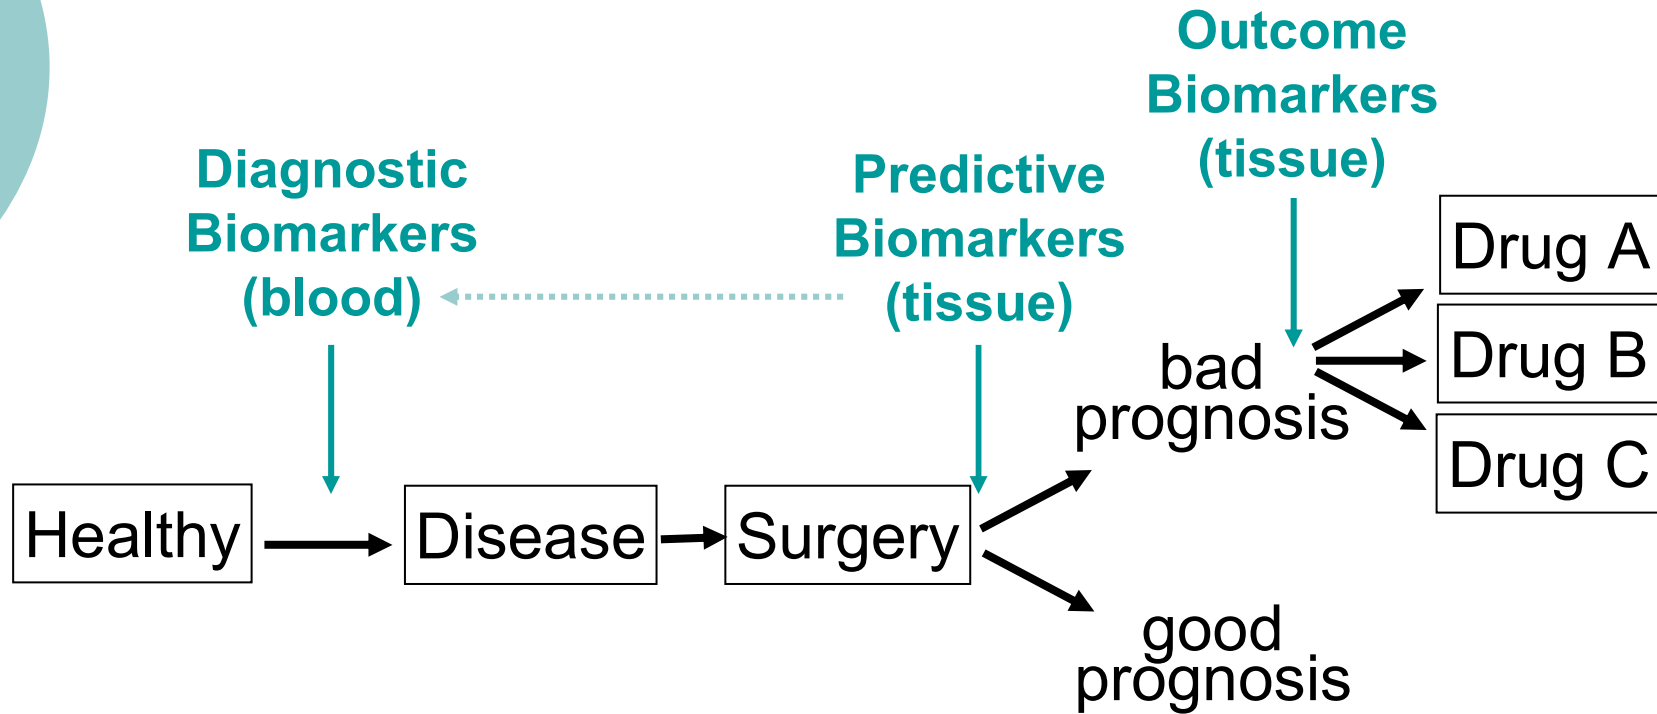 Outcome
Biomarkers
(tissue)
Diagnostic
Biomarkers
(blood)
Predictive
Biomarkers
(tissue)
Drug A
Drug B
Drug C
bad
prognosis
Healthy
Disease
Surgery
good
prognosis